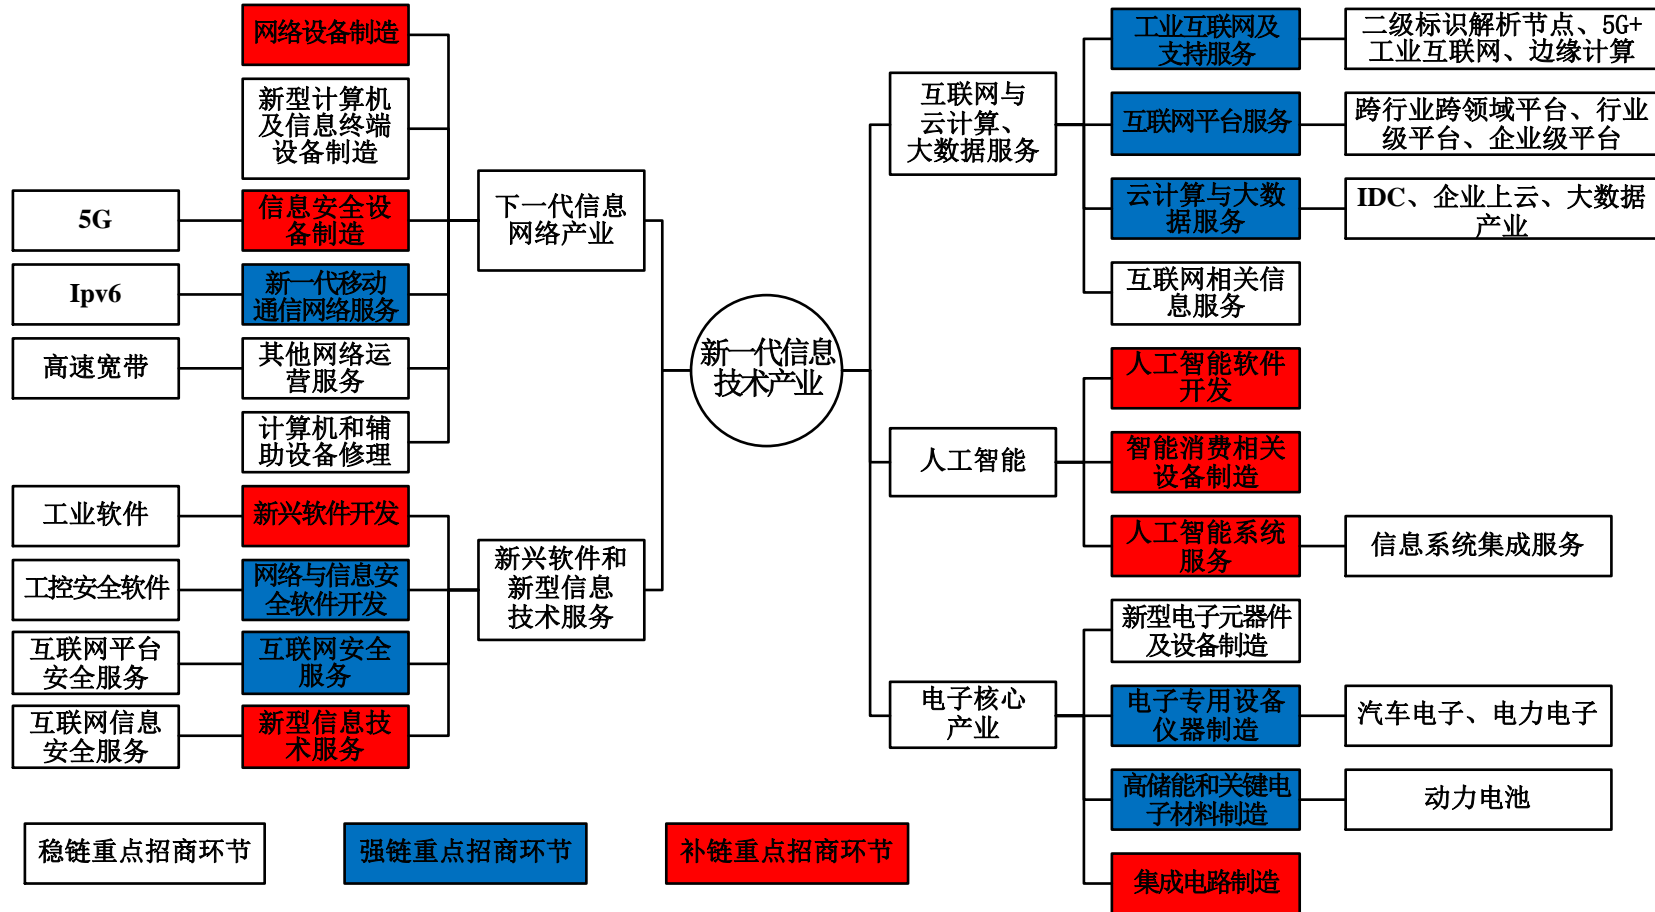 网络设备制造
新型计算机
及信息终端
设备制造
5G
信息安全设
备制造
下一代信息
网络产业
Ipv6
新一代移动
通信网络服务
高速宽带
其他网络运
营服务
计算机和辅
助设备修理
工业软件
新兴软件开发
工控安全软件
网络与信息安
全软件开发
新兴软件和
新型信息
技术服务
互联网平台
安全服务
互联网安全
服务
互联网信息
安全服务
新型信息技
术服务
新一代信息
技术产业
互联网与
云计算、
大数据服务
工业互联网及
支持服务
二级标识解析节点、5G+
工业互联网、边缘计算
互联网平台服务
跨行业跨领域平台、行业
级平台、企业级平台
云计算与大数
据服务
IDC、企业上云、大数据
产业
互联网相关信
息服务
人工智能
人工智能软件
开发
智能消费相关
设备制造
人工智能系统
服务
信息系统集成服务
电子核心
产业
新型电子元器件
及设备制造
电子专用设备
仪器制造
汽车电子、电力电子
高储能和关键电
子材料制造
动力电池
集成电路制造
稳链重点招商环节
强链重点招商环节
补链重点招商环节